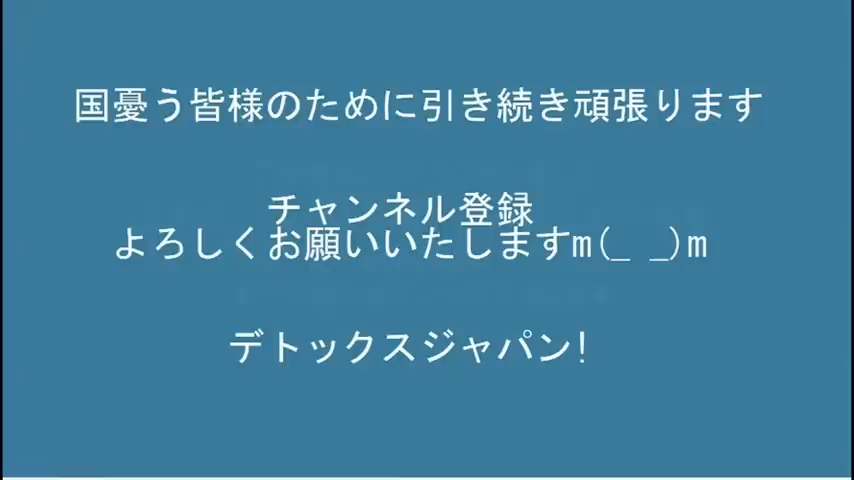 国憂う皆様のために引き続き頑張ります
チャンネル登録
よろしくお願いいたしますm(_ _)m
デトックスジャパン!